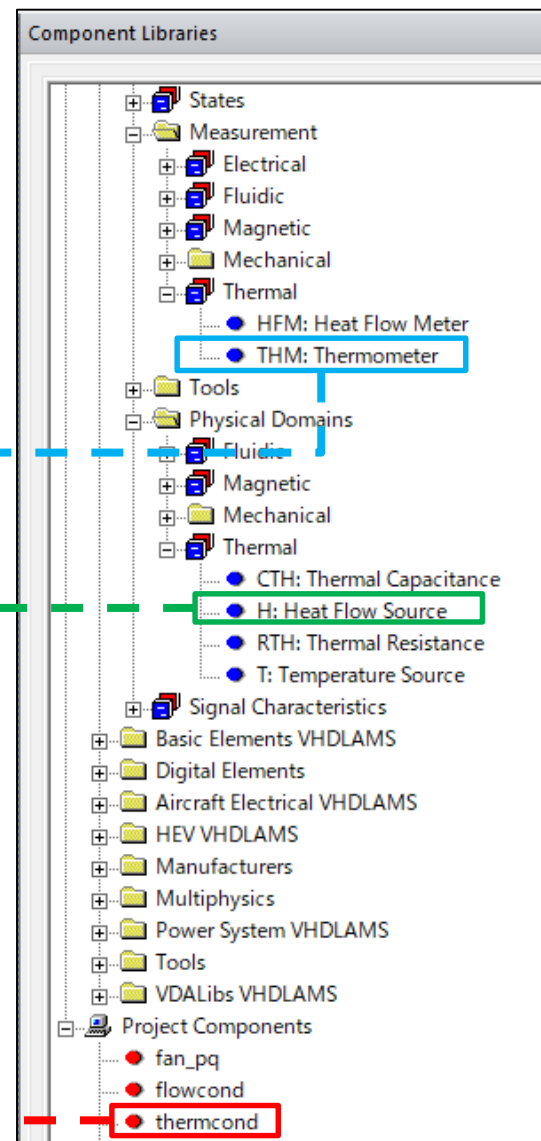 Component Libraries
States
Measurement
Electrical
Fluidic
Magnetic
Mechanical
Thermal
HFM: Heat Flow Meter
THM: Thermometer
Tools
Physical Domains
Fluidic
Magnetic
Mechanical
Thermal
CTH: Thermal Capacitance
H: Heat Flow Source
RTH: Thermal Resistance
T: Temperature Source
Signal Characteristics
Basic Elements VHDLAMS
Digital Elements
Aircraft Electrical VHDLAMS
HEV VHDLAMS
Manufacturers
Multiphysics
Power System VHDLAMS
Tools
VDALibs VHDLAMS
Project Components
fan_pq
flowcond
thermcond